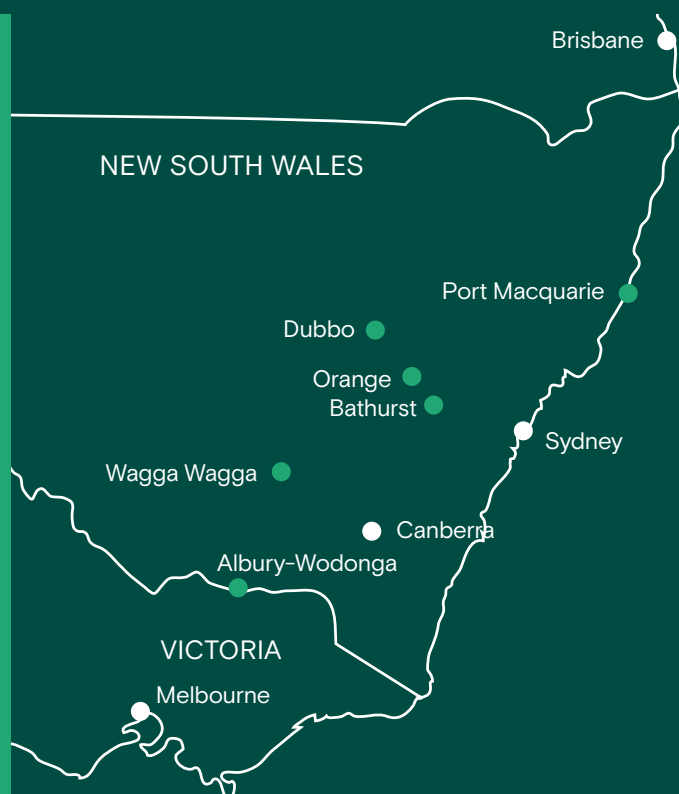 Brisbane
NEW SOUTH WALES
Port Macquarie
Dubbo
Orange
Bathurst
Sydney
Wagga Wagga
Canberra
Albury-Wodonga
VICTORIA
Melbourne